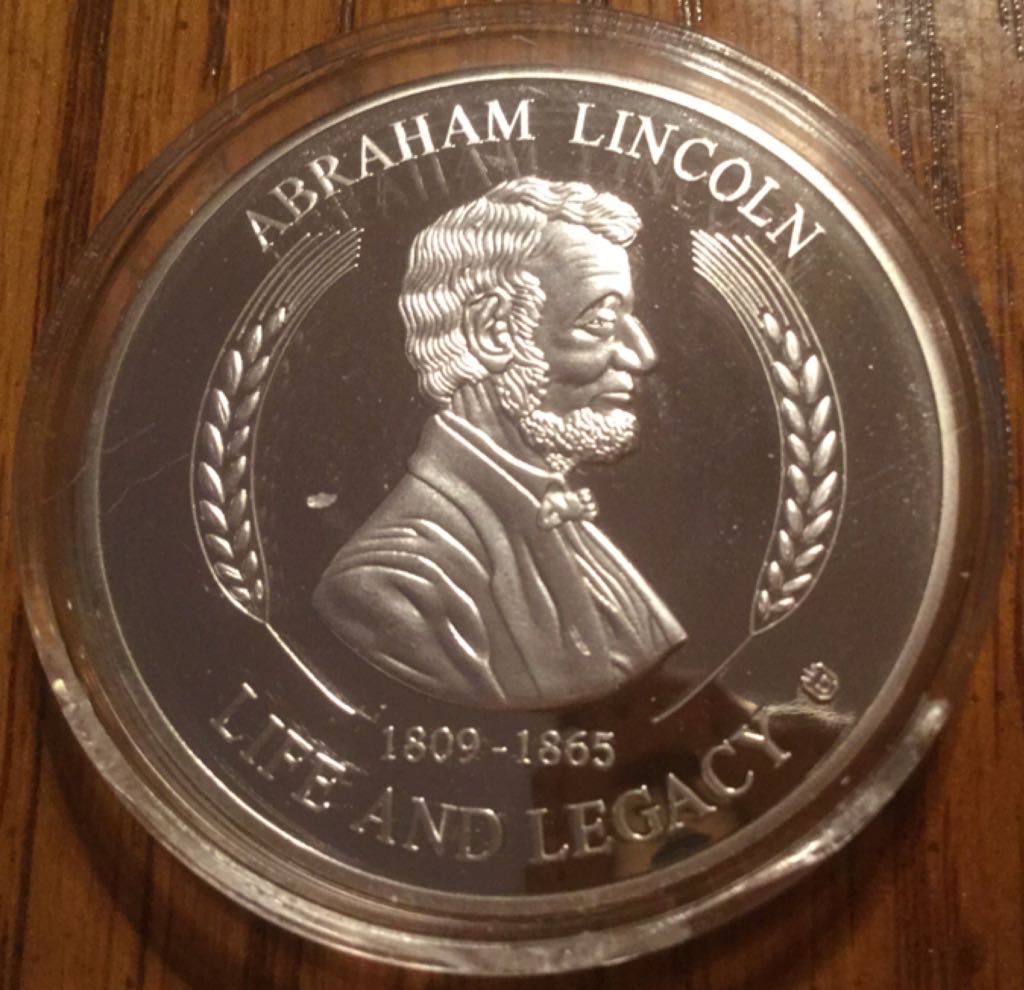 ABRAHAM LINCOLN
1809-1865
LIFE AND LEGACY